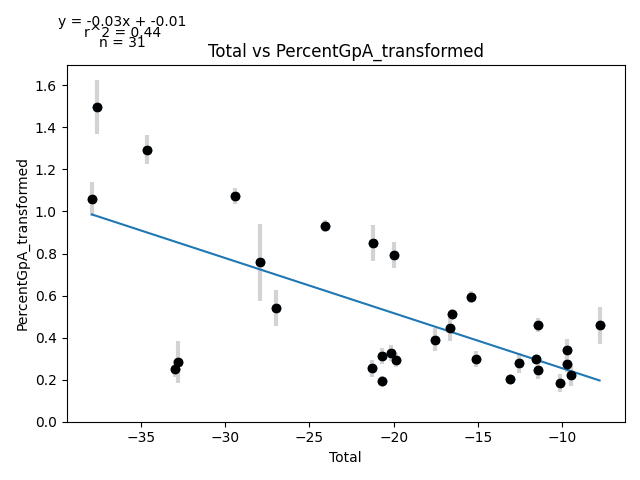 y = -0.03x + -0.01
r^2 = 0.44
n = 31
Total vs PercentGpA_transformed
PercentGpA_transformed
1.6
1.4
1.2
1.0
0.8
0.6
0.4
0.2
0.0
−35 −30 −25 −20 −15 −10
Total